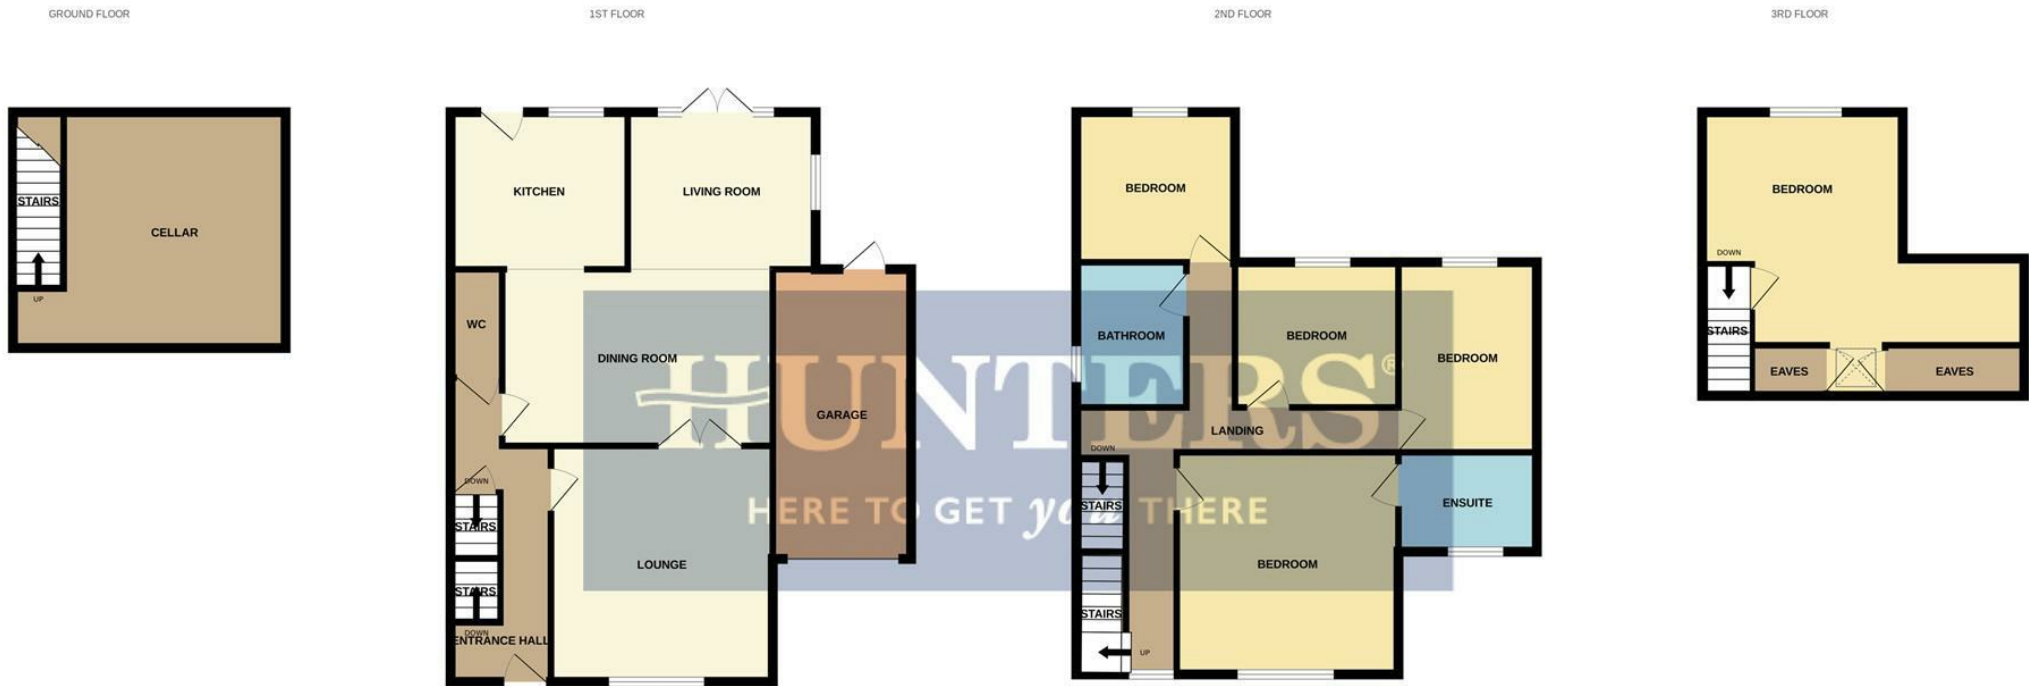 GROUND FLOOR
STAIRS
UP
CELLAR
1ST FLOOR
KITCHEN
LIVING ROOM
WC
DINING ROOM
GARAGE
DOWN
STAIRS
STAIRS
DOWN
ENTRANCE HALL
LOUNGE
2ND FLOOR
BEDROOM
BATHROOM
BEDROOM
BEDROOM
LANDING
DOWN
STAIRS
ENSUITE
BEDROOM
STAIRS
UP
3RD FLOOR
BEDROOM
DOWN
STAIRS
EAVES
EAVES
HUNTERS®
HERE TO GET you THERE